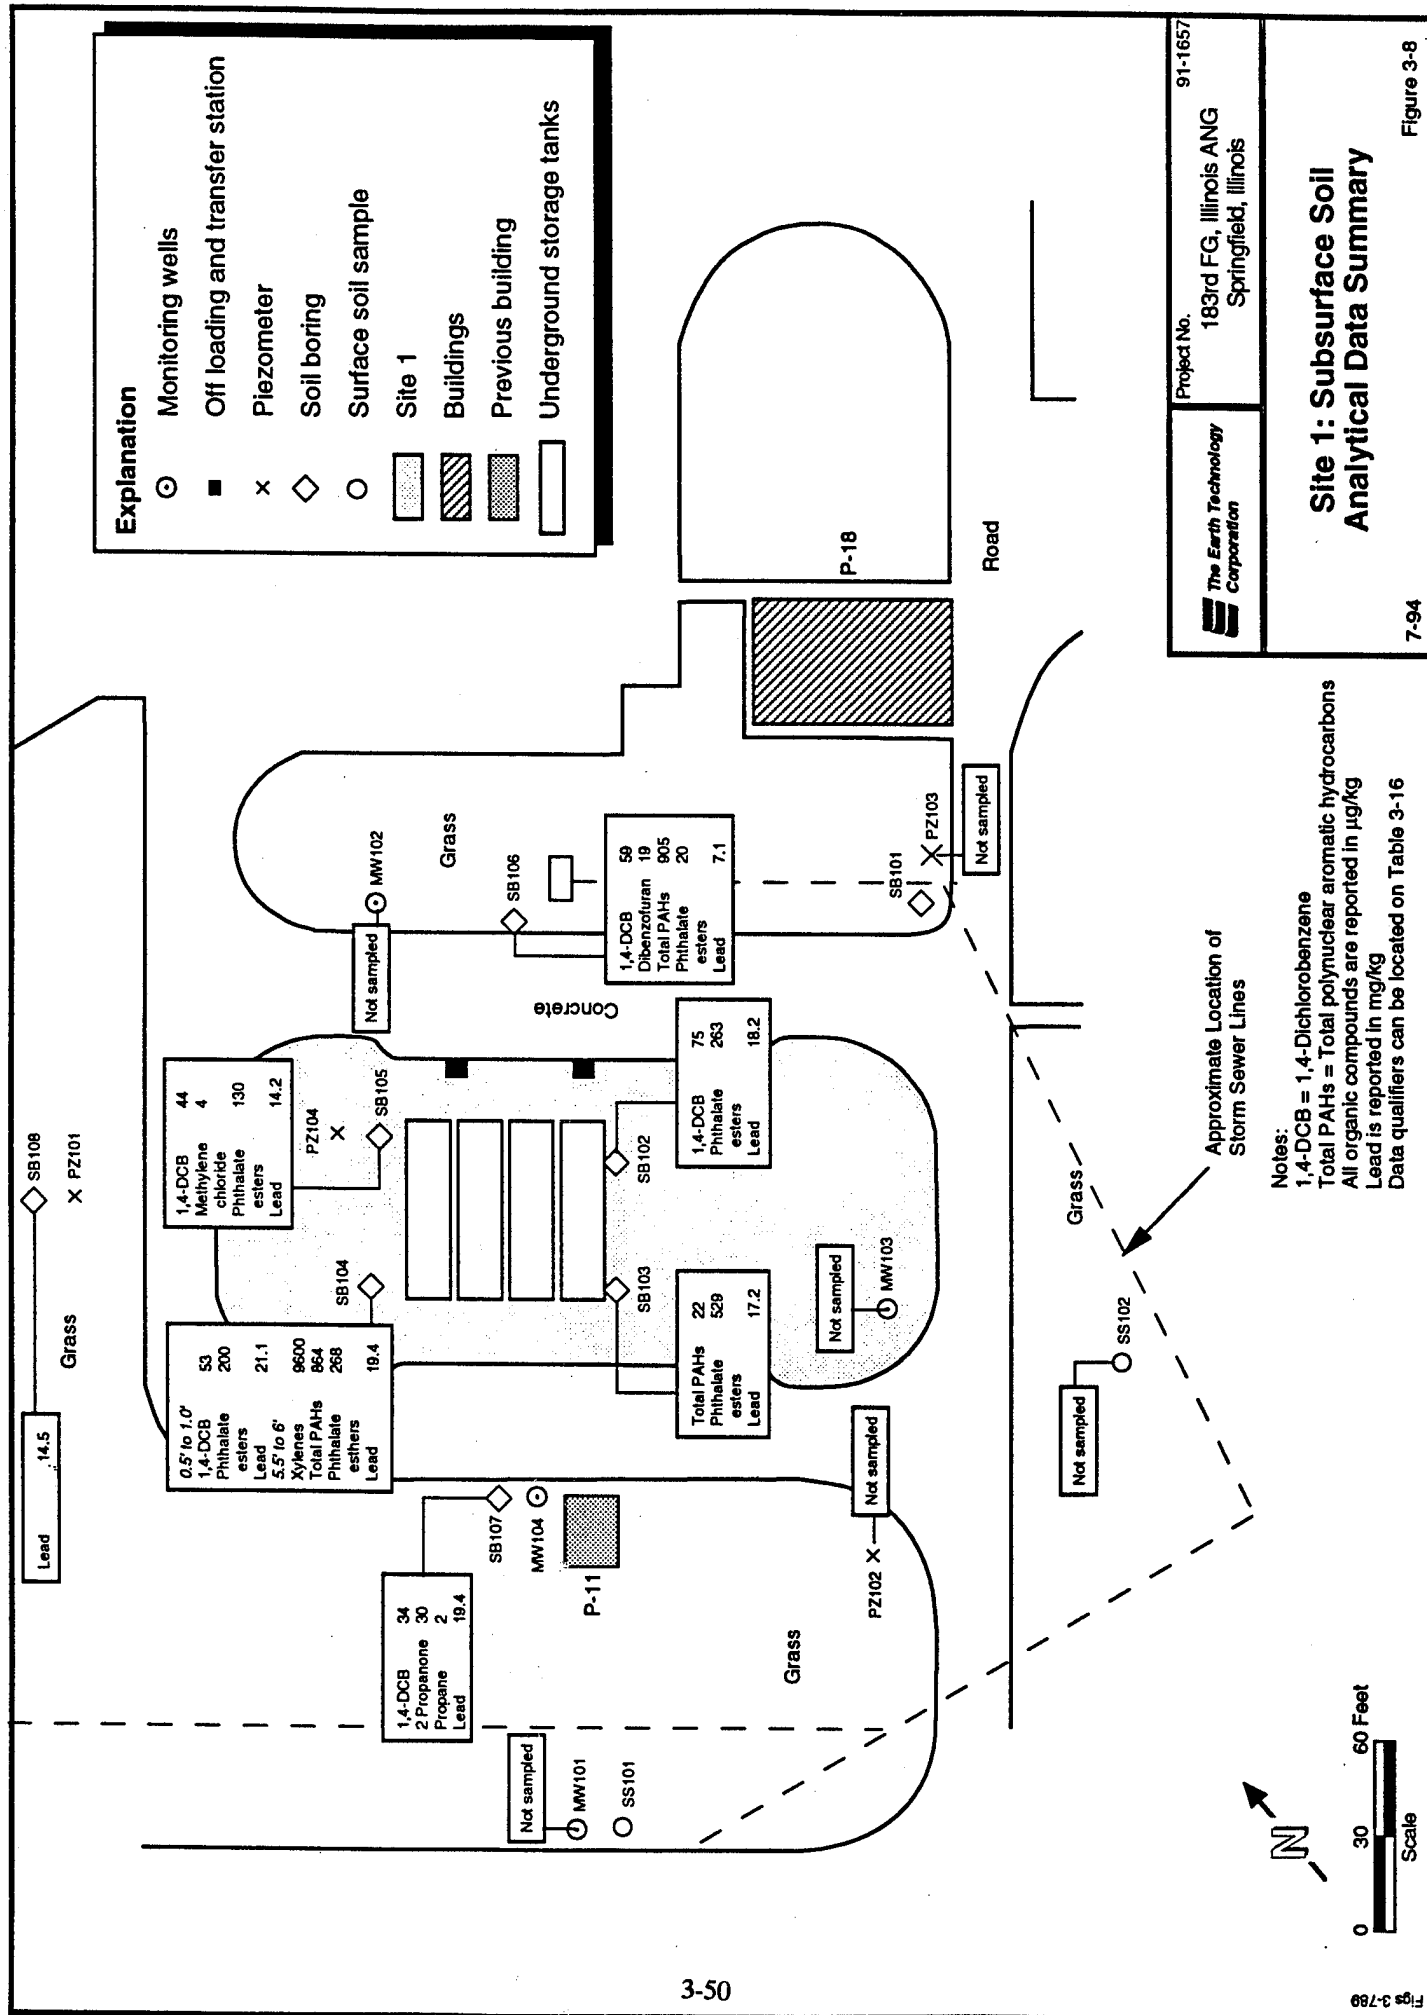 Explanation
Monitoring wells
Off loading and transfer station
Piezometer
Soil boring
Surface soil sample
Site 1
Buildings
Previous building
Underground storage tanks
SB108
PZ101
Lead 14.5
Grass
1,4-DCB 44
Methylene 4
chloride
Phthalate 130
esters
Lead 14.2
PZ104
SB105
Not sampled
MW102
Grass
SB106
0.5' to 1.0'
1,4-DCB 53
Phthalate 200
esters
Lead 21.1
5.5' to 6'
Xylenes 9600
Total PAHs 864
Phthalate 268
esthers
Lead 19.4
SB104
Concrete
1,4-DCB 59
Dibenzofuran 19
Total PAHs 905
Phthalate 20
esters
Lead 7.1
1,4-DCB 34
2 Propanone 30
Propane 2
Lead 19.4
SB107
MW104
P-11
SB103
SB102
Total PAHs 22
Phthalate 529
esters
Lead 17.2
1,4-DCB 75
Phthalate 263
esters
Lead 18.2
P-18
Not sampled
MW101
SS101
Grass
PZ102
Not sampled
Not sampled
MW103
SB101
PZ103
Not sampled
Road
Grass
Not sampled
SS102
Approximate Location of
Storm Sewer Lines
Notes:
1,4-DCB = 1,4-Dichlorobenzene
Total PAHs = Total polynuclear aromatic hydrocarbons
All organic compounds are reported in µg/kg
Lead is reported in mg/kg
Data qualifiers can be located on Table 3-16
N
0 30 60 Feet
Scale
The Earth Technology
Corporation
Project No. 91-1657
183rd FG, Illinois ANG
Springfield, Illinois
Site 1: Subsurface Soil
Analytical Data Summary
7-94 Figure 3-8
Figs 3-789
3-50